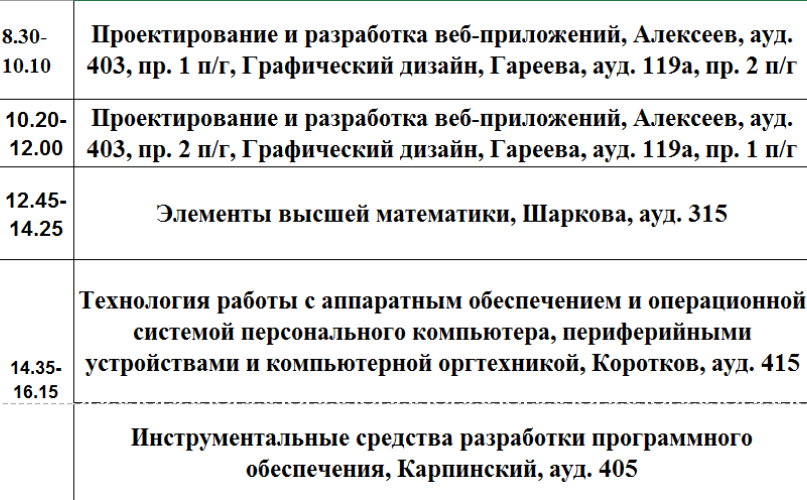 8.30-
10.10
Проектирование и разработка веб-приложений, Алексеев, ауд.
403, пр. 1 п/г, Графический дизайн, Гареева, ауд. 119а, пр. 2 п/г
10.20-
12.00
Проектирование и разработка веб-приложений, Алексеев, ауд.
403, пр. 2 п/г, Графический дизайн, Гареева, ауд. 119а, пр. 1 п/г
12.45-
14.25
Элементы высшей математики, Шаркова, ауд. 315
14.35-
16.15
Технология работы с аппаратным обеспечением и операционной
системой персонального компьютера, периферийными
устройствами и компьютерной оргтехникой, Коротков, ауд. 415
Инструментальные средства разработки программного
обеспечения, Карпинский, ауд. 405